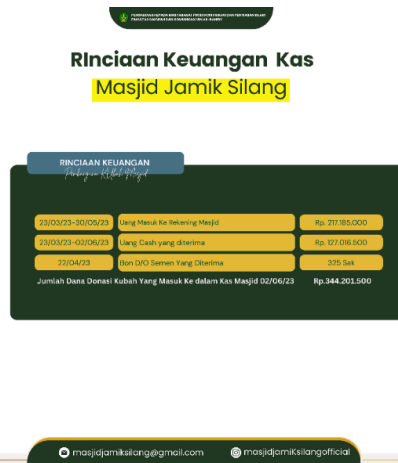 RInciaan Keuangan Kas
Masjid Jamik Silang
RINCIAAN KEUANGAN
23/03/23-30/05/23 Uang Masuk Ke Rekening Masjid Rp. 217.185.000
23/03/23-02/06/23 Uang Cash yang diterima Rp. 127.016.500
22/04/23 Bon D/O Semen Yang Diterima 325 Sak
Jumlah Dana Donasi Kubah Yang Masuk Ke dalam Kas Masjid 02/06/23 Rp.344.201.500
masjidjamiksilang@gmail.com masjidjamiKsilangofficial